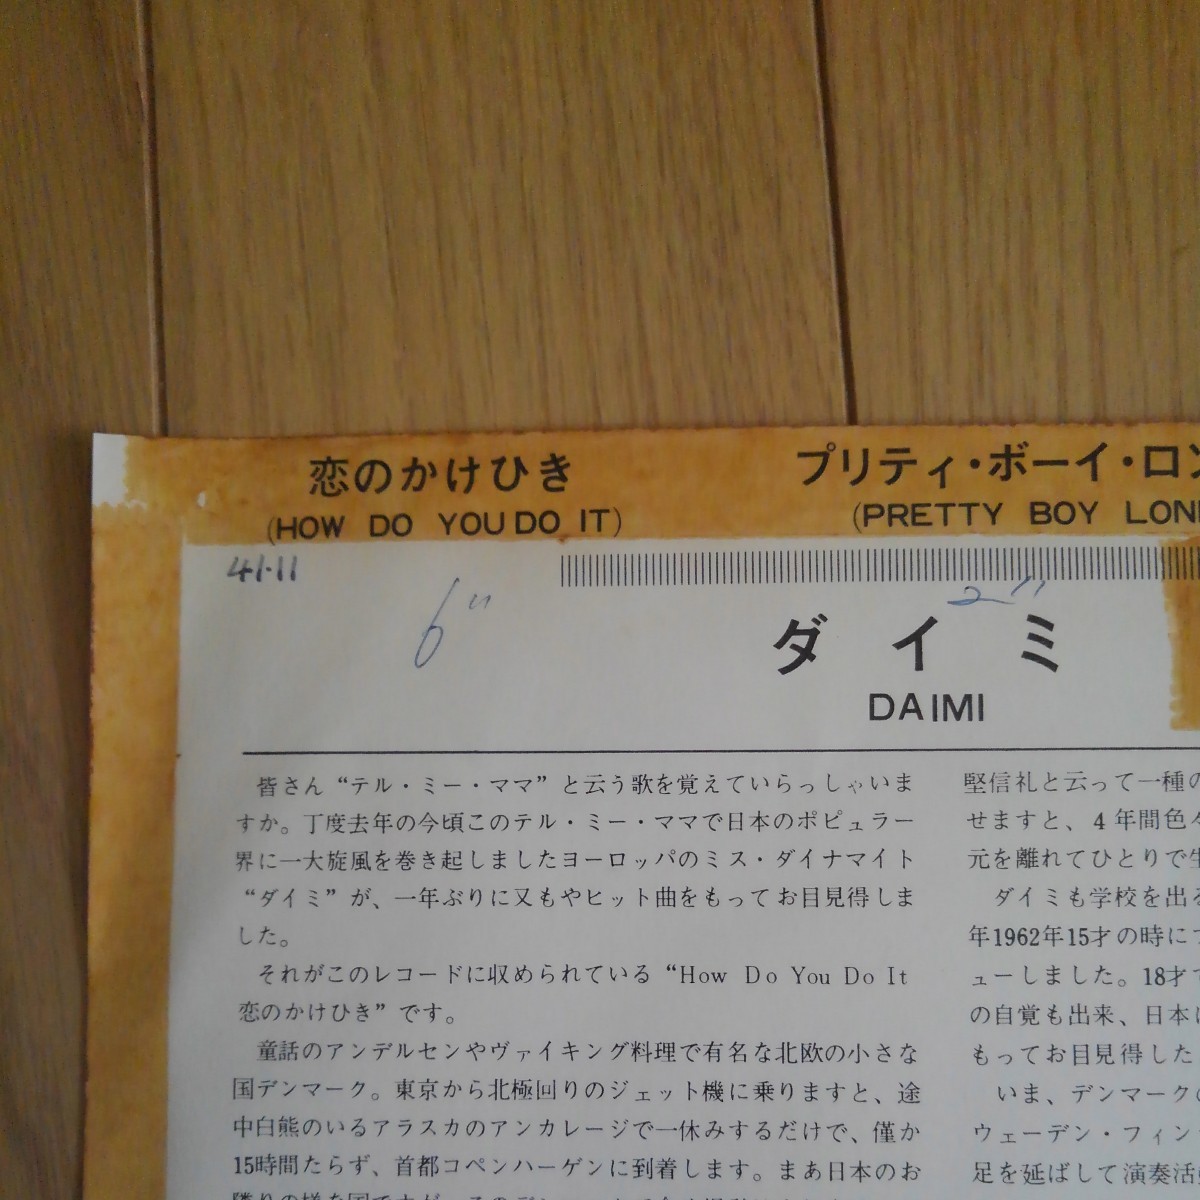 恋のかけひき
(HOW DO YOU DO IT)
プリティ・ボーイ・ロン
(PRETTY BOY LON
41.11
6"
2"
ダイミ
DAIMI
皆さん“テル・ミー・ママ”と云う歌を覚えていらっしゃいま
すか。丁度去年の今頃このテル・ミー・ママで日本のポピュラー
界に一大旋風を巻き起しましたヨーロッパのミス・ダイナマイト
“ダイミ”が、一年ぶりに又もやヒット曲をもってお目見得しま
した。
それがこのレコードに収められている“How Do You Do It
恋のかけひき”です。
童話のアンデルセンやヴァイキング料理で有名な北欧の小さな
国デンマーク。東京から北極回りのジェット機に乗りますと、途
中白熊のいるアラスカのアンカレージで一休みするだけで、僅か
15時間たらず、首都コペンハーゲンに到着します。まあ日本のお
堅信礼と云って一種の
せますと、4年間色々
元を離れてひとりで生
ダイミも学校を出る
年1962年15才の時に
ューしました。18才
の自覚も出来、日本に
もってお目見得した
いま、デンマークの
ウェーデン・フィン
足を延ばして演奏活